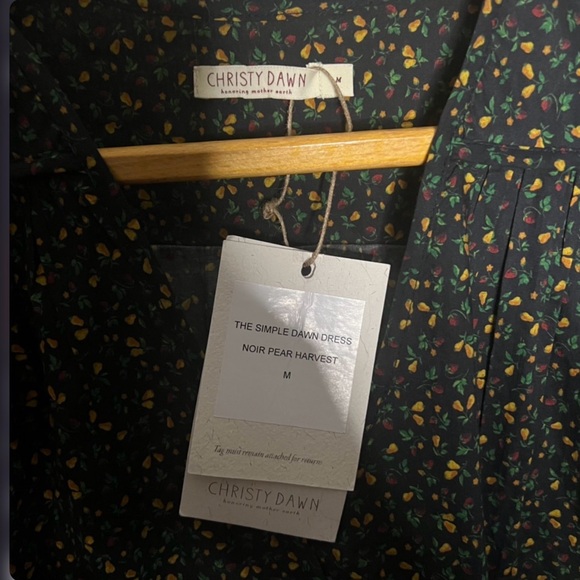 CHRISTY DAWN M
honoring mother earth
THE SIMPLE DAWN DRESS
NOIR PEAR HARVEST
M
Tag must remain attached for returns
CHRISTY DAWN
honoring mother earth